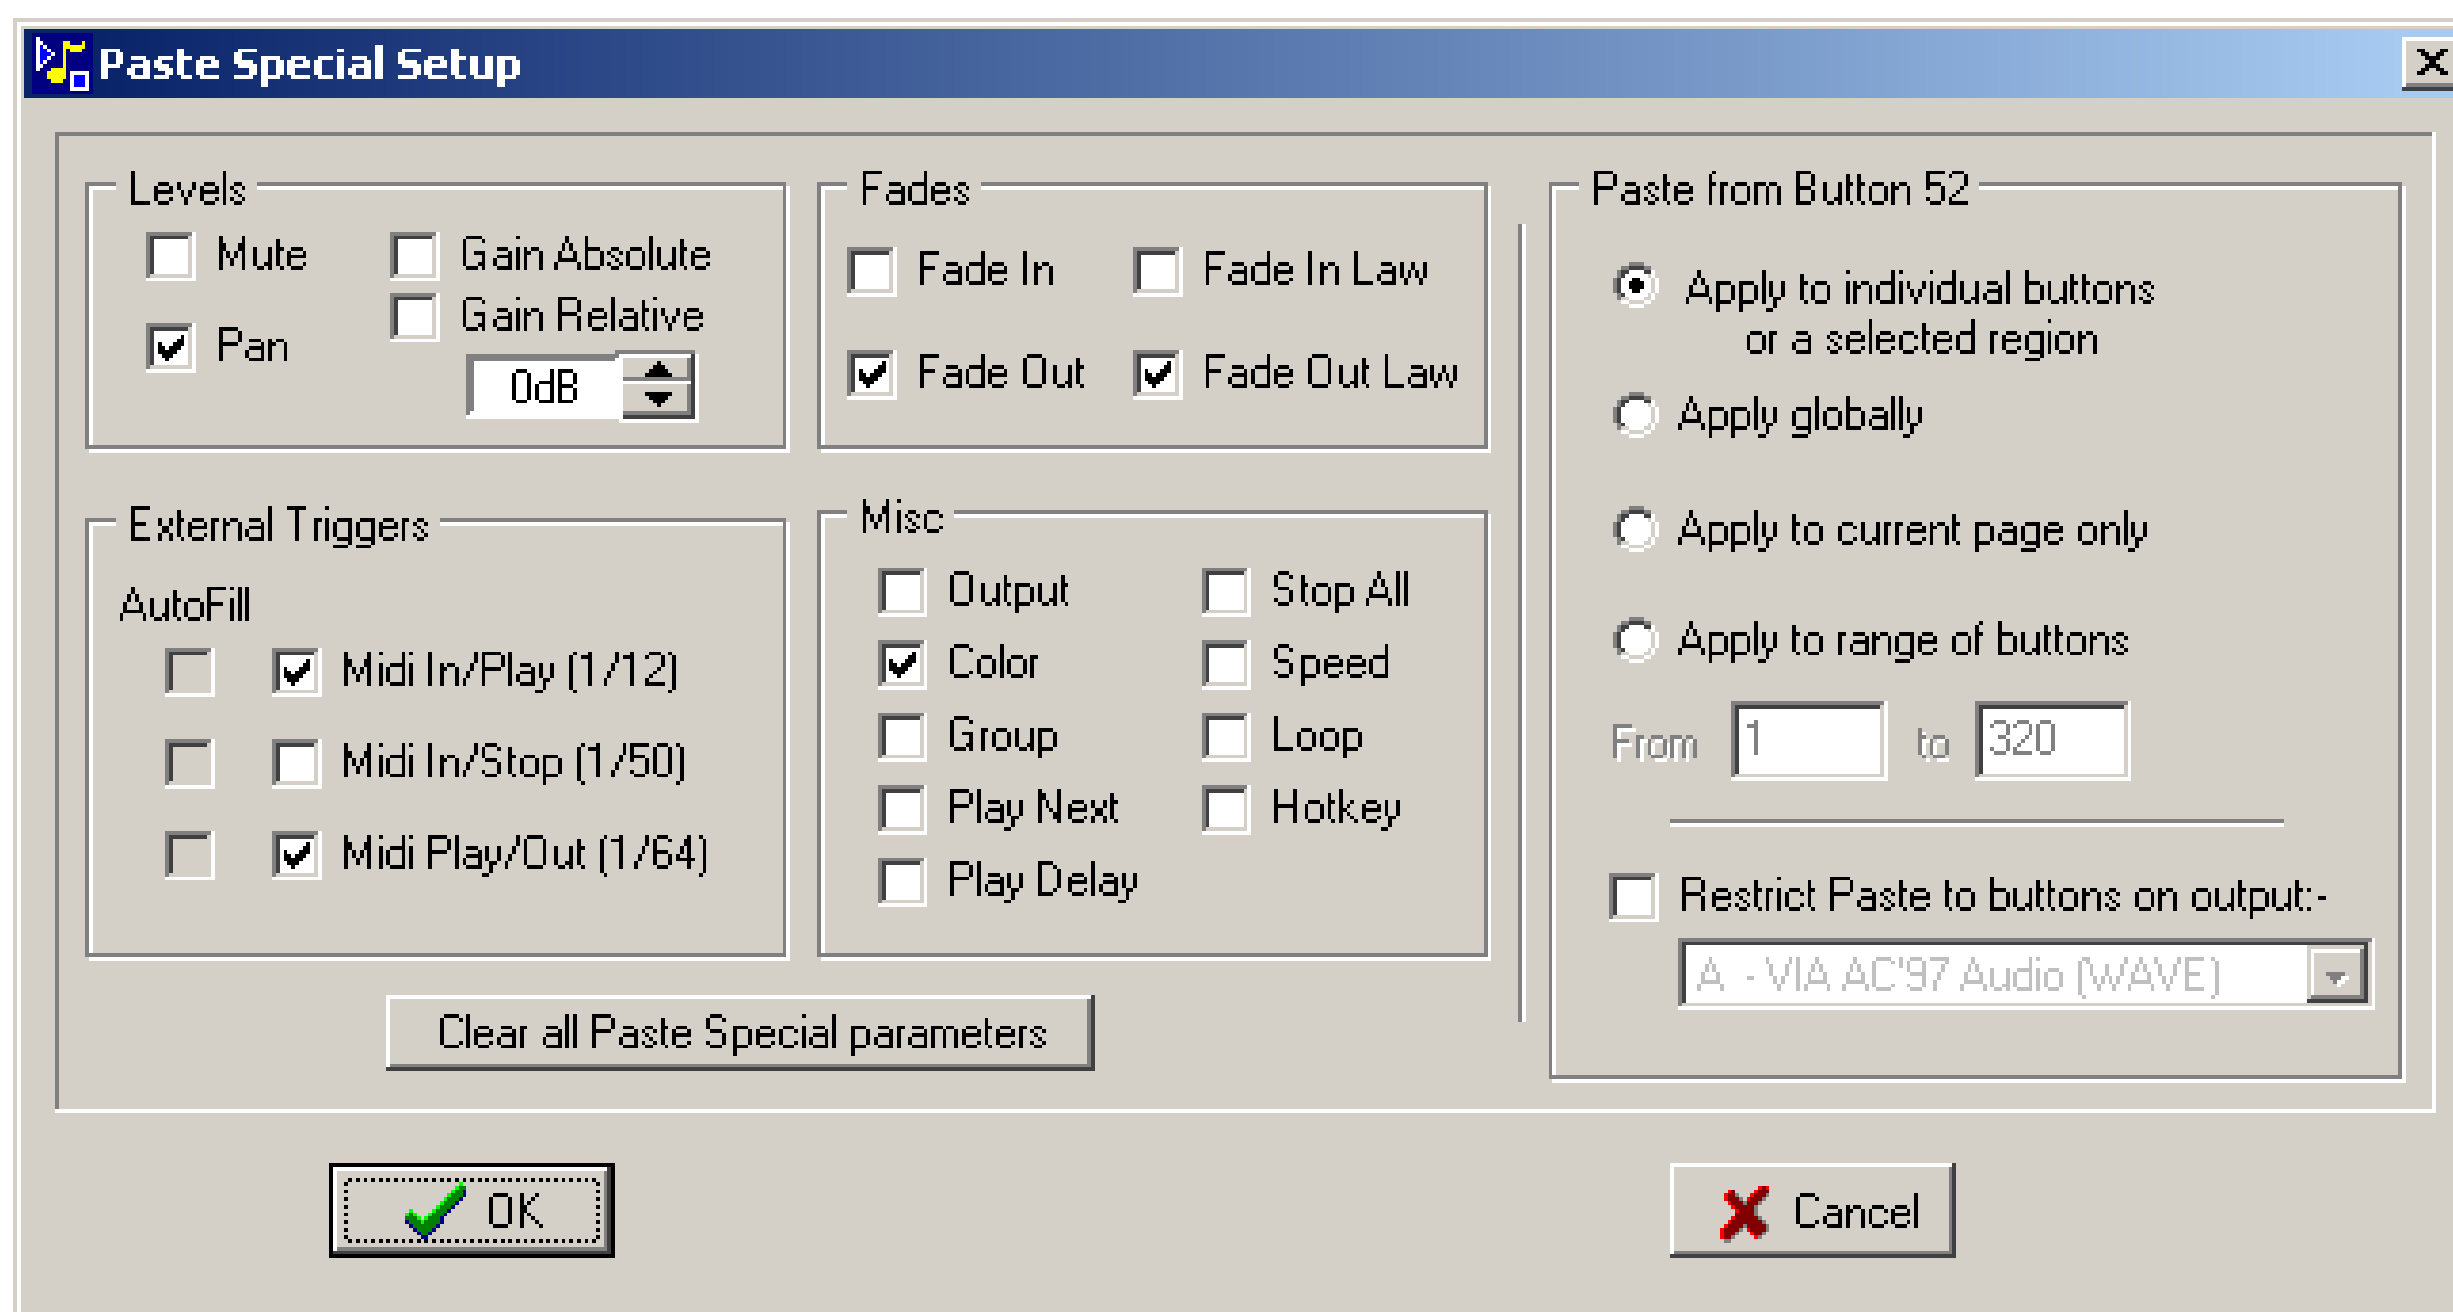 Paste Special Setup
Levels
Mute
Gain Absolute
Gain Relative
Pan
0dB
Fades
Fade In
Fade In Law
Fade Out
Fade Out Law
External Triggers
AutoFill
Midi In/Play (1/12)
Midi In/Stop (1/50)
Midi Play/Out (1/64)
Misc
Output
Stop All
Color
Speed
Group
Loop
Play Next
Hotkey
Play Delay
Clear all Paste Special parameters
Paste from Button 52
Apply to individual buttons
or a selected region
Apply globally
Apply to current page only
Apply to range of buttons
From 1 to 320
Restrict Paste to buttons on output:-
A - VIA AC'97 Audio (WAVE)
OK
Cancel